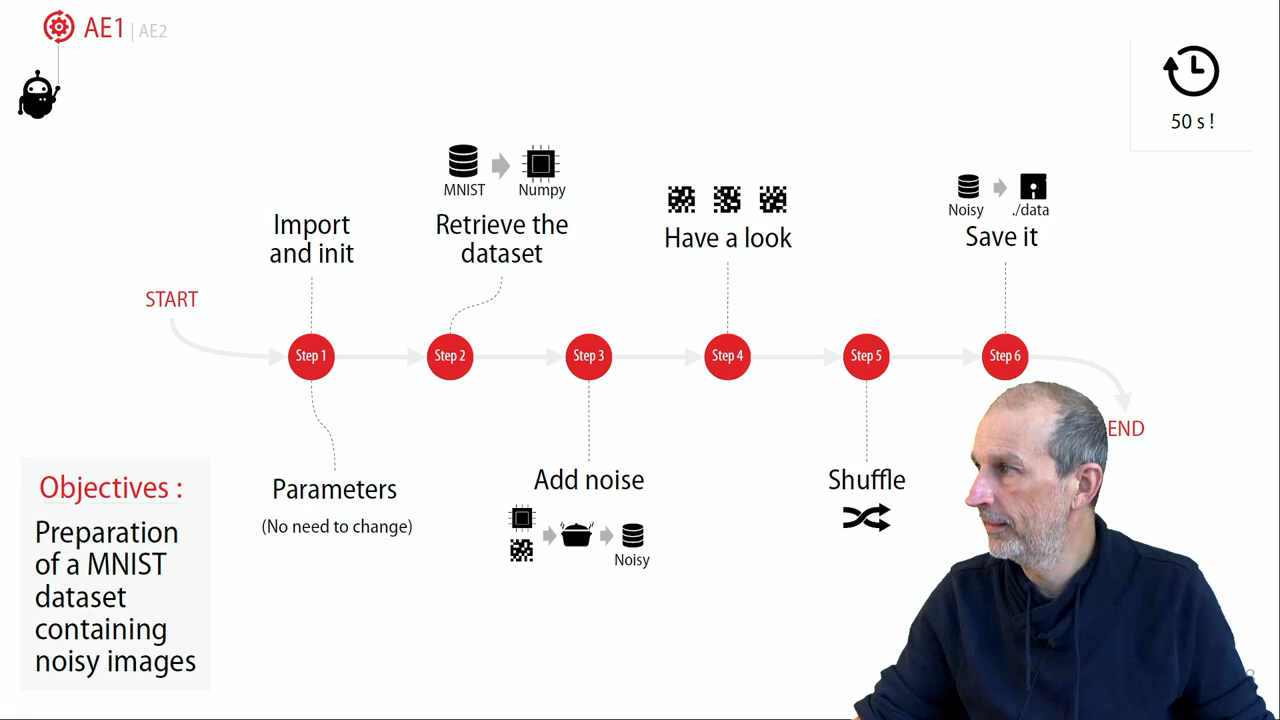 AE1 | AE2
50 s !
MNIST
Numpy
Import
and init
Retrieve the
dataset
Have a look
Noisy
./data
Save it
START
Step 1
Step 2
Step 3
Step 4
Step 5
Step 6
END
Parameters
(No need to change)
Add noise
Noisy
Shuffle
Objectives :
Preparation
of a MNIST
dataset
containing
noisy images